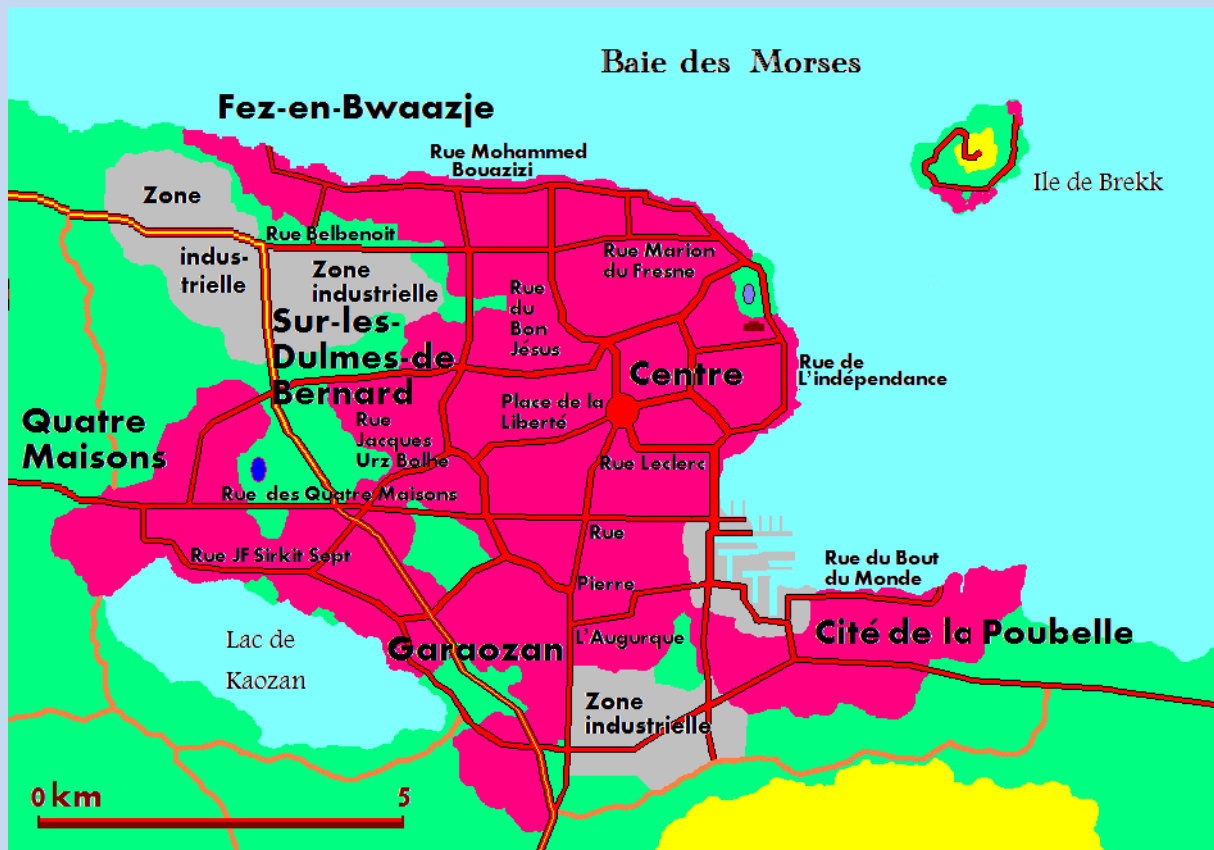 Baie des Morses
Fez-en-Bwaazje
Rue Mohammed
Bouazizi
Ile de Brekk
Zone
indus-
trielle
Rue Belbenoit
Zone
industrielle
Rue Marion
du Fresne
Rue
du
Bon
Jésus
Sur-les-
Dulmes-de
Bernard
Centre
Rue de
L'indépendance
Place de la
Liberté
Quatre
Maisons
Rue
Jacques
Urz Bolhe
Rue Leclerc
Rue des Quatre Maisons
Rue
Pierre
L'Augurque
Rue JF Sirkit Sept
Rue du Bout
du Monde
Cité de la Poubelle
Lac de
Kaozan
Garaozan
Zone
industrielle
0 km 5